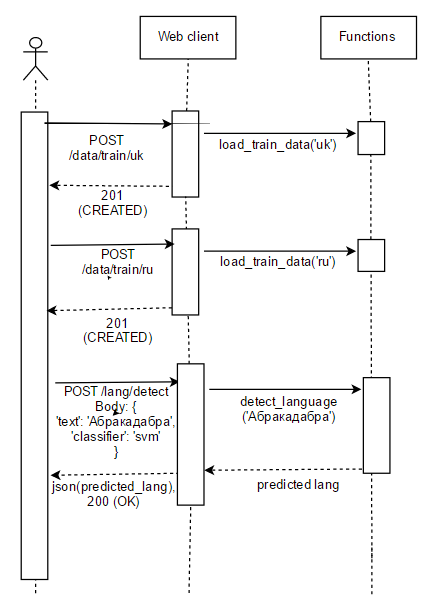 Web client
Functions
POST
/data/train/uk
load_train_data('uk')
201
(CREATED)
POST
/data/train/ru
load_train_data('ru')
201
(CREATED)
POST /lang/detect
Body: {
'text': 'Абракадабра',
'classifier': 'svm'
}
detect_language
('Абракадабра')
json(predicted_lang),
200 (OK)
predicted lang